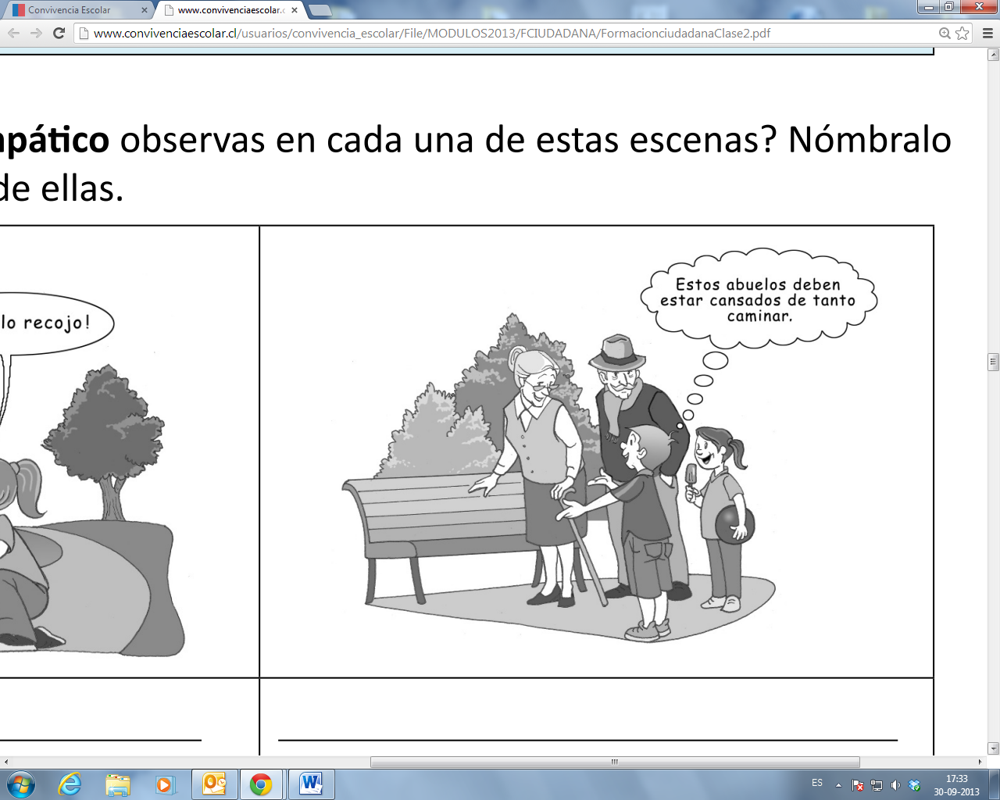 Convivencia Escolar
www.convivenciaescolar.c
www.convivenciaescolar.cl/usuarios/convivencia_escolar/File/MODULOS2013/FCIUDADANA/FormacionciudadanaClase2.pdf
pático observas en cada una de estas escenas? Nómbralo
de ellas.
lo recojo!
Estos abuelos deben
estar cansados de tanto
caminar.
ES
17:33
30-09-2013